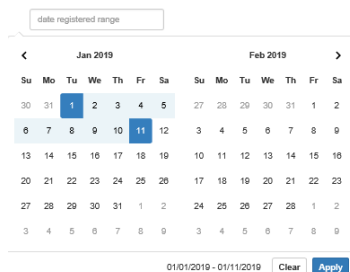 date registered range
Jan 2019 Feb 2019
Su Mo Tu We Th Fr Sa Su Mo Tu We Th Fr Sa
30 31 1 2 3 4 5 27 28 29 30 31 1 2
6 7 8 9 10 11 12 3 4 5 6 7 8 9
13 14 15 16 17 18 19 10 11 12 13 14 15 16
20 21 22 23 24 25 26 17 18 19 20 21 22 23
27 28 29 30 31 1 2 24 25 26 27 28 1 2
3 4 5 6 7 8 9 3 4 5 6 7 8 9
01/01/2019 - 01/11/2019 Clear Apply